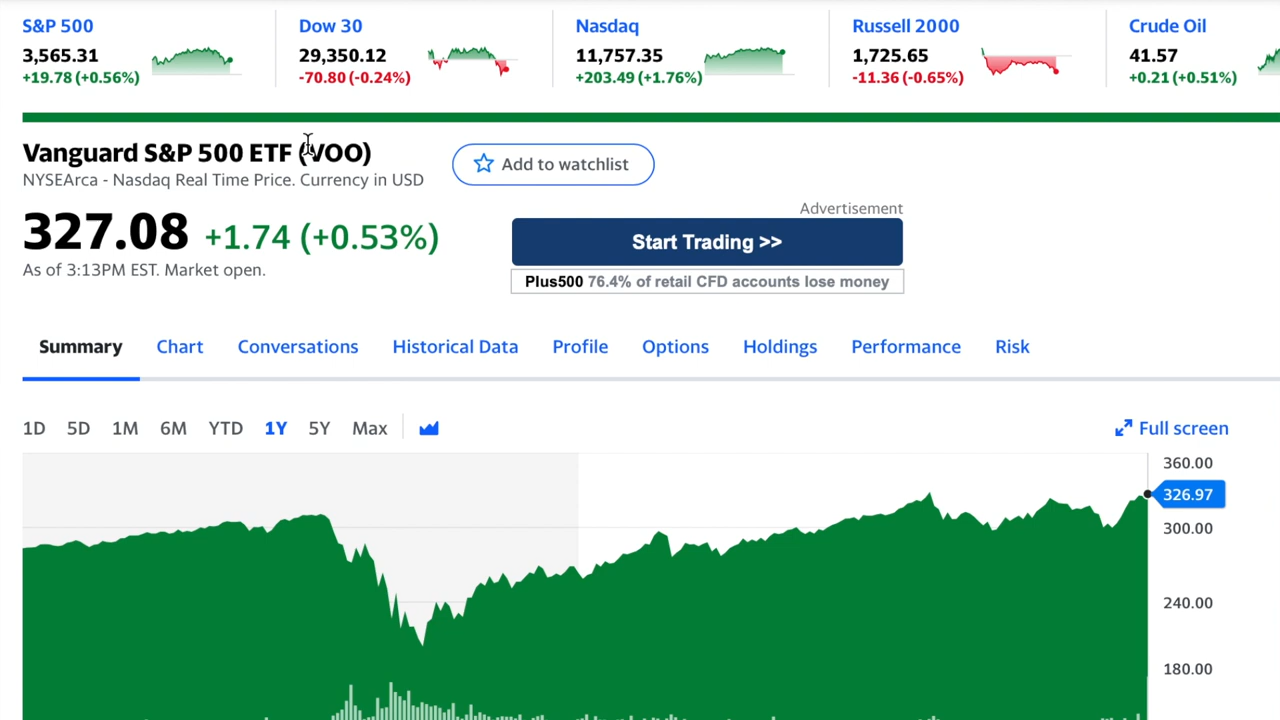 S&P 500
3,565.31
+19.78 (+0.56%)
Dow 30
29,350.12
-70.80 (-0.24%)
Nasdaq
11,757.35
+203.49 (+1.76%)
Russell 2000
1,725.65
-11.36 (-0.65%)
Crude Oil
41.57
+0.21 (+0.51%)
Vanguard S&P 500 ETF (VOO)
NYSEArca - Nasdaq Real Time Price. Currency in USD
Add to watchlist
327.08 +1.74 (+0.53%)
As of 3:13PM EST. Market open.
Advertisement
Start Trading >>
Plus500 76.4% of retail CFD accounts lose money
Summary Chart Conversations Historical Data Profile Options Holdings Performance Risk
1D 5D 1M 6M YTD 1Y 5Y Max Full screen
360.00
326.97
300.00
240.00
180.00